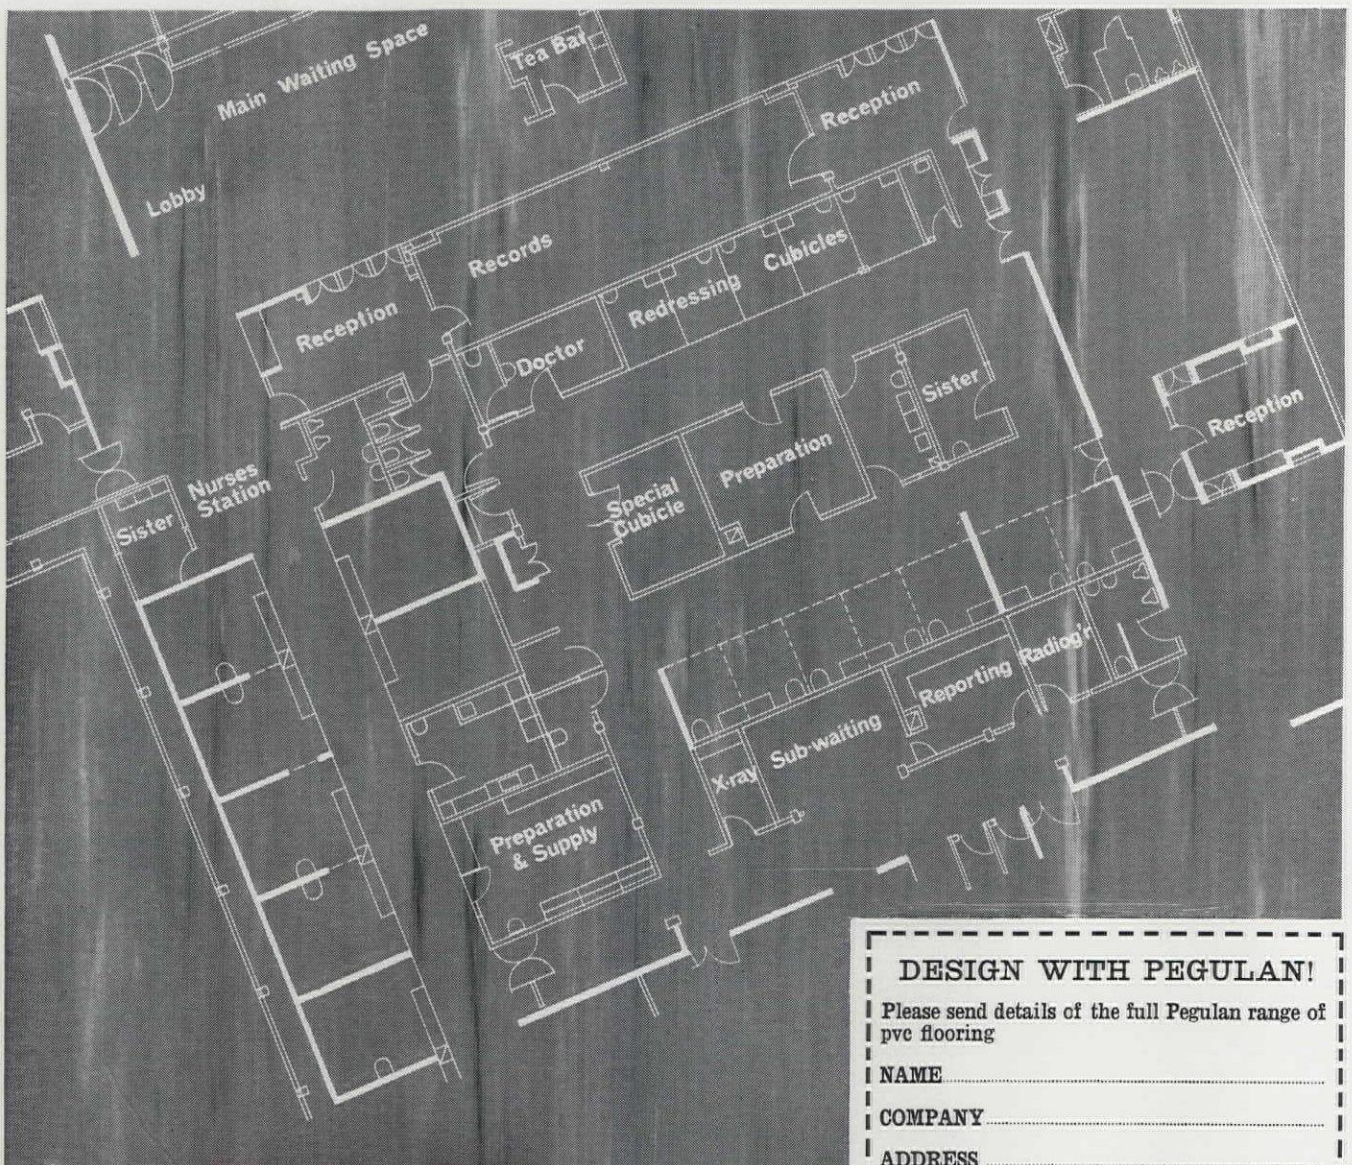 Main Waiting Space
Tea Bar
Reception
Lobby
Records
Redressing Cubicles
Reception
Doctor
Sister
Reception
Preparation
Nurses
Station
Special
Cubicle
Sister
Reporting
Radiog'r
X-ray
Sub-waiting
Preparation
& Supply
DESIGN WITH PEGULAN!
Please send details of the full Pegulan range of
pvc flooring
NAME
COMPANY
ADDRESS